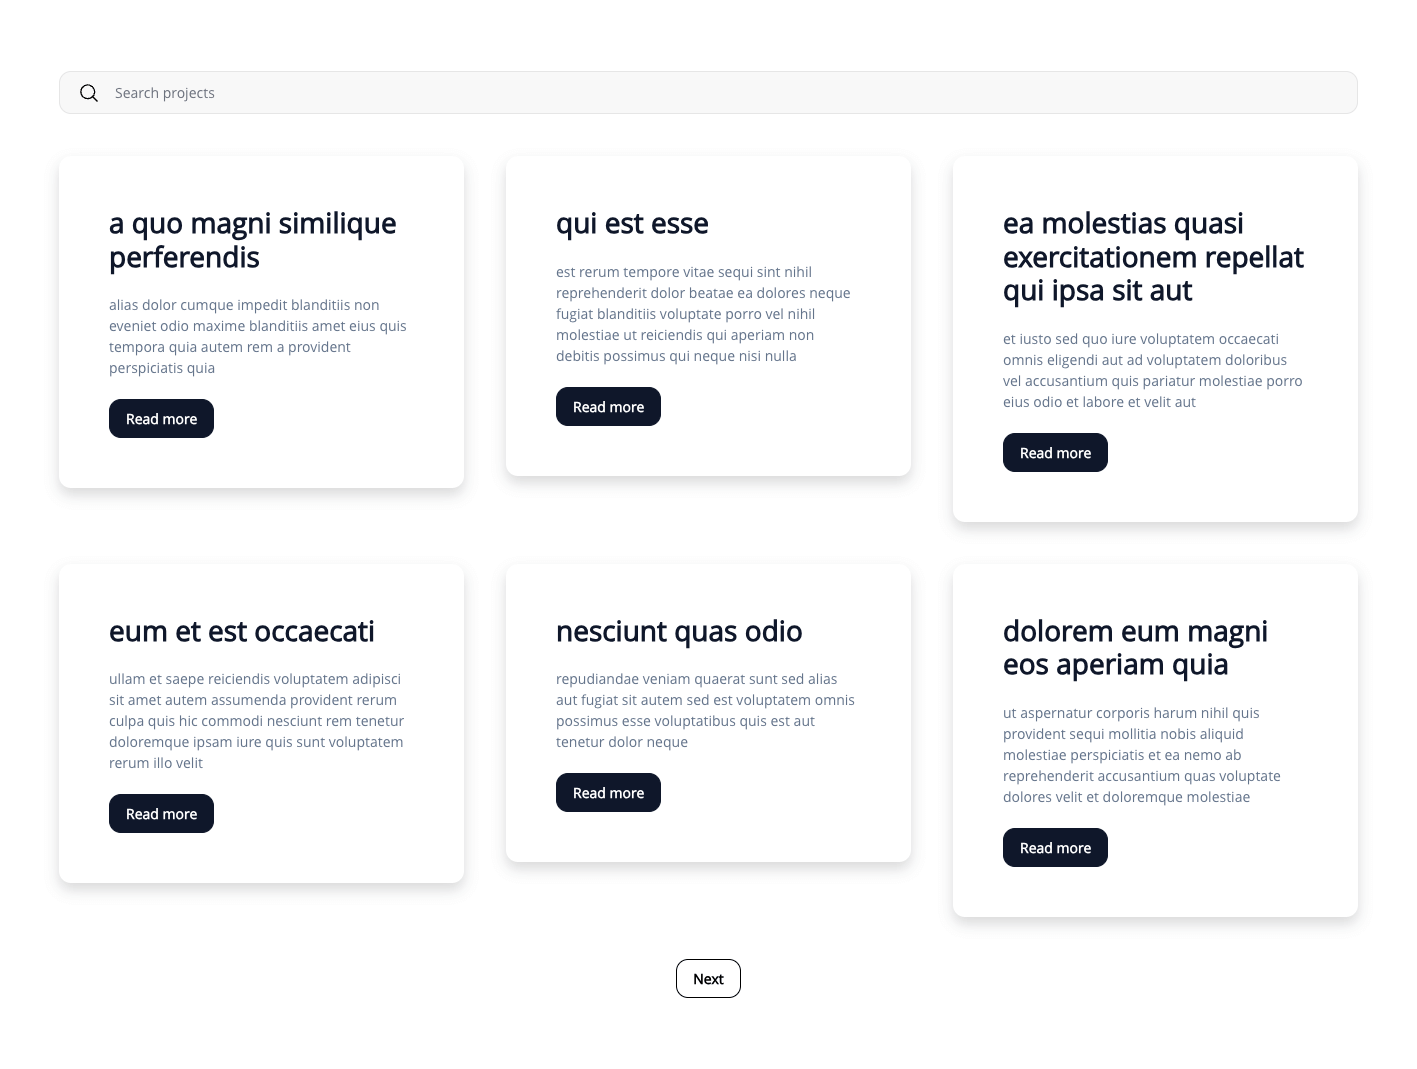 Search projects
a quo magni similique
perferendis
alias dolor cumque impedit blanditiis non
eveniet odio maxime blanditiis amet eius quis
tempora quia autem rem a provident
perspiciatis quia
Read more
qui est esse
est rerum tempore vitae sequi sint nihil
reprehenderit dolor beatae ea dolores neque
fugiat blanditiis voluptate porro vel nihil
molestiae ut reiciendis qui aperiam non
debitis possimus qui neque nisi nulla
Read more
ea molestias quasi
exercitationem repellat
qui ipsa sit aut
et iusto sed quo iure voluptatem occaecati
omnis eligendi aut ad voluptatem doloribus
vel accusantium quis pariatur molestiae porro
eius odio et labore et velit aut
Read more
eum et est occaecati
ullam et saepe reiciendis voluptatem adipisci
sit amet autem assumenda provident rerum
culpa quis hic commodi nesciunt rem tenetur
doloremque ipsam iure quis sunt voluptatem
rerum illo velit
Read more
nesciunt quas odio
repudiandae veniam quaerat sunt sed alias
aut fugiat sit autem sed est voluptatem omnis
possimus esse voluptatibus quis est aut
tenetur dolor neque
Read more
dolorem eum magni
eos aperiam quia
ut aspernatur corporis harum nihil quis
provident sequi mollitia nobis aliquid
molestiae perspiciatis et ea nemo ab
reprehenderit accusantium quas voluptate
dolores velit et doloremque molestiae
Read more
Next